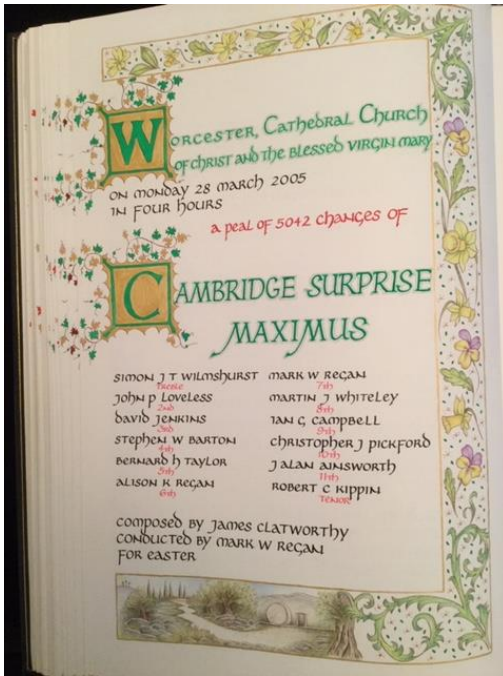 WORCESTER, CATHEDRAL CHURCH
OF CHRIST AND THE BLESSED VIRGIN MARY
ON MONDAY 28 MARCH 2005
IN FOUR HOURS
A PEAL OF 5042 CHANGES OF
CAMBRIDGE SURPRISE
MAXIMUS
SIMON J T WILMSHURST
TREBLE
JOHN P LOVELESS
2nd
DAVID JENKINS
3rd
STEPHEN W BARTON
4th
BERNARD H TAYLOR
5th
ALISON K REGAN
6th
MARK W REGAN
7th
MARTIN J WHITELEY
8th
IAN G CAMPBELL
9th
CHRISTOPHER J PICKFORD
10th
J ALAN AINSWORTH
11th
ROBERT C KIPPIN
TENOR
COMPOSED BY JAMES CLATWORTHY
CONDUCTED BY MARK W REGAN
FOR EASTER